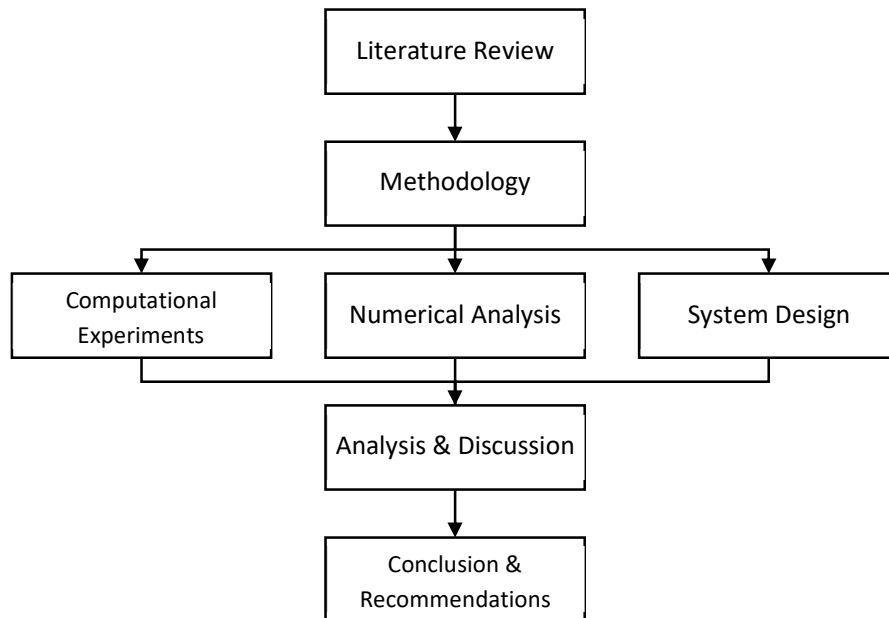 Literature Review
Methodology
Computational
Experiments
Numerical Analysis
System Design
Analysis & Discussion
Conclusion &
Recommendations